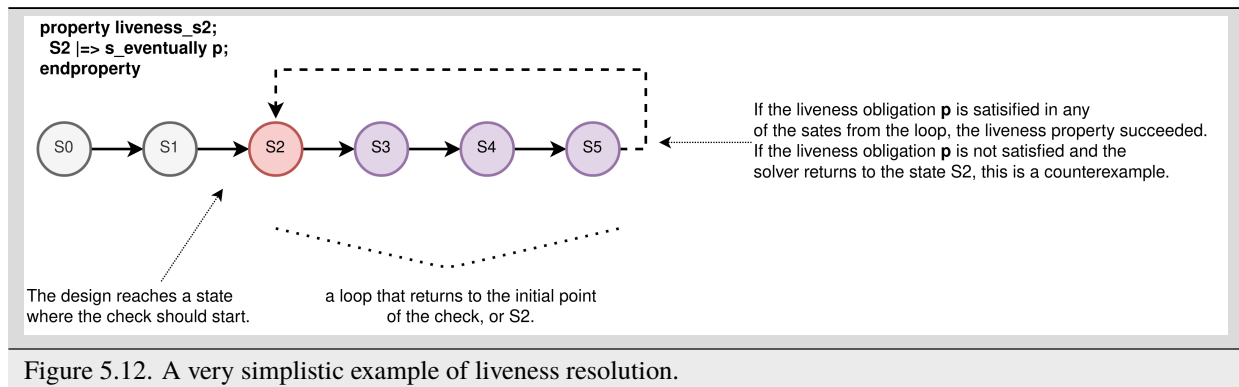 property liveness_s2;
S2 |=> s_eventually p;
endproperty
S0
S1
S2
S3
S4
S5
If the liveness obligation p is satisified in any
of the sates from the loop, the liveness property succeeded.
If the liveness obligation p is not satisfied and the
solver returns to the state S2, this is a counterexample.
The design reaches a state
where the check should start.
a loop that returns to the initial point
of the check, or S2.
Figure 5.12. A very simplistic example of liveness resolution.